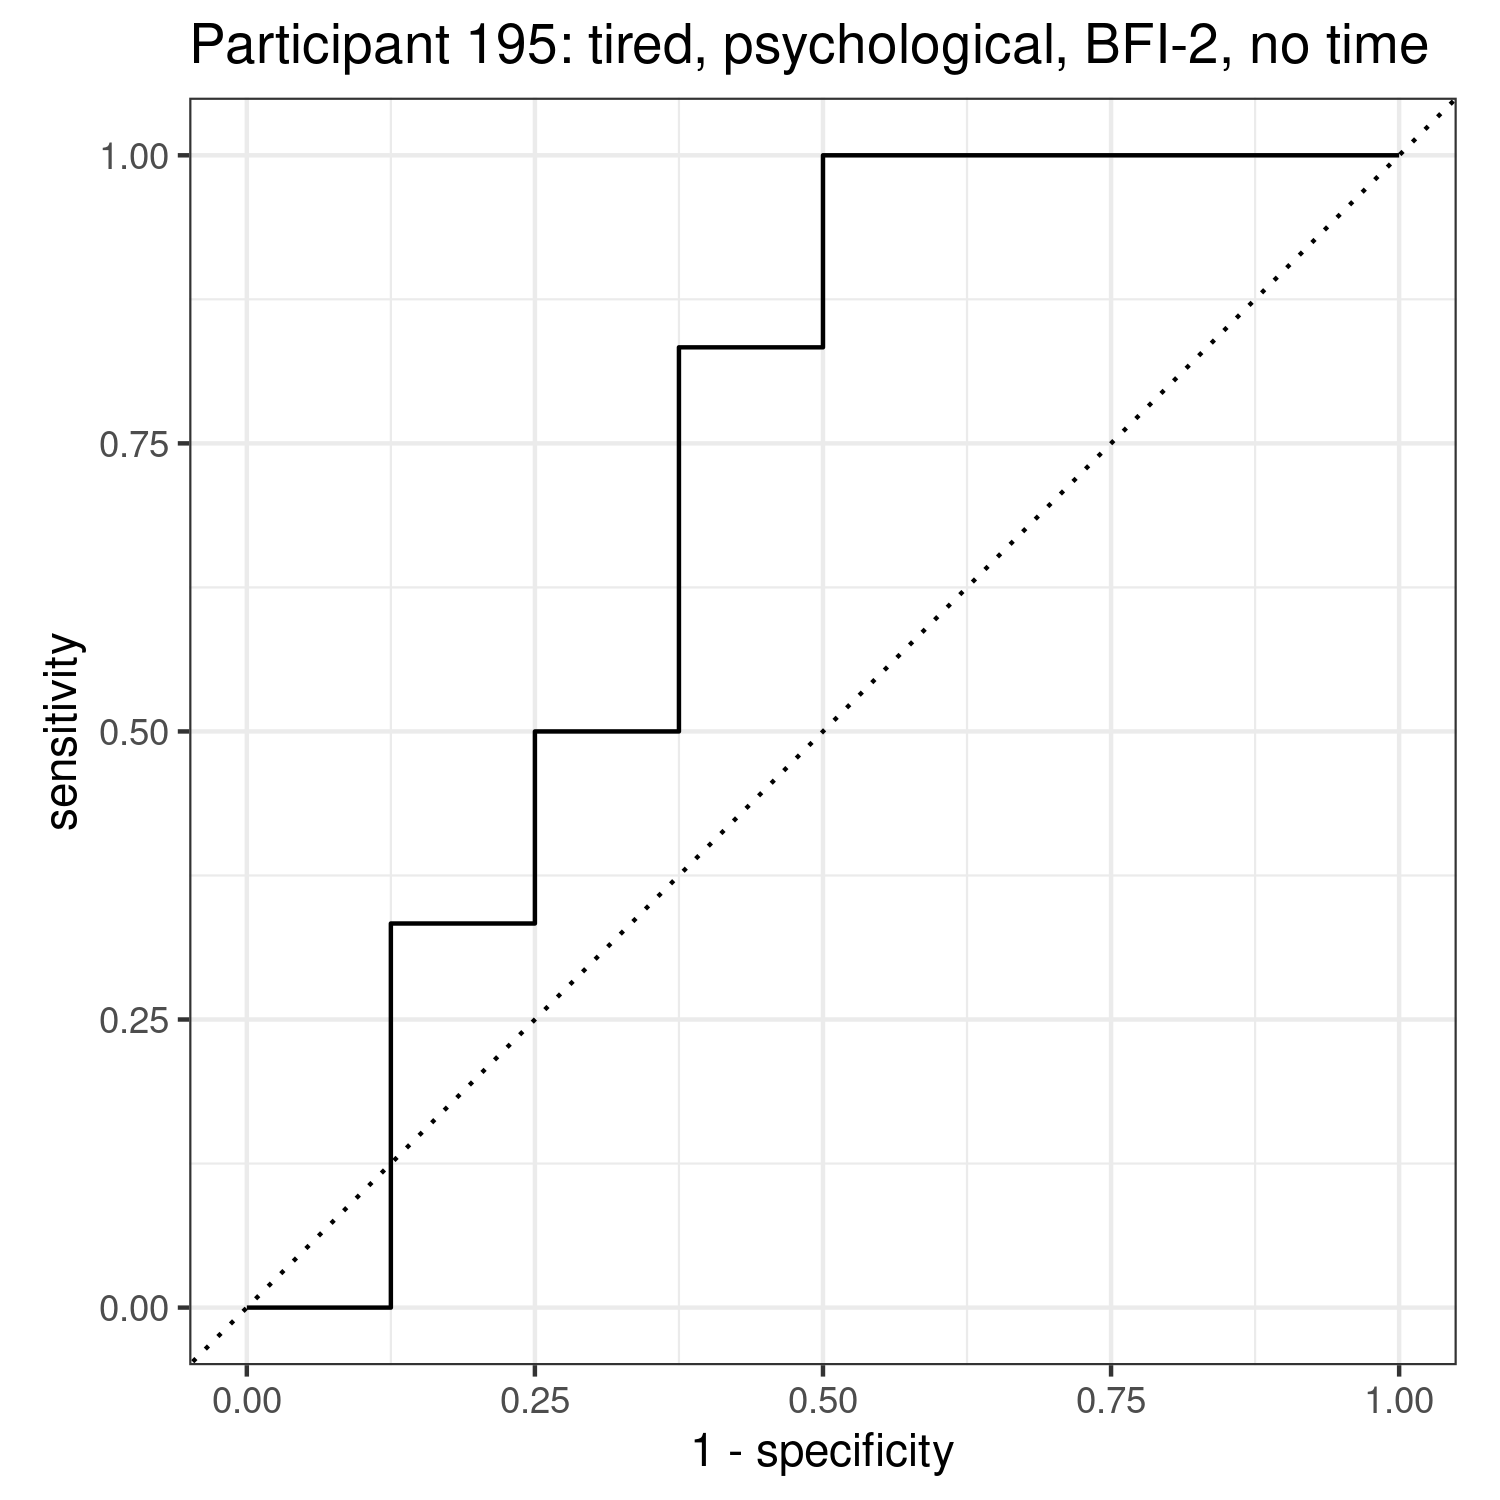 Participant 195: tired, psychological, BFI-2, no time
1.00
0.75
0.50
0.25
0.00
sensitivity
0.00 0.25 0.50 0.75 1.00
1 - specificity